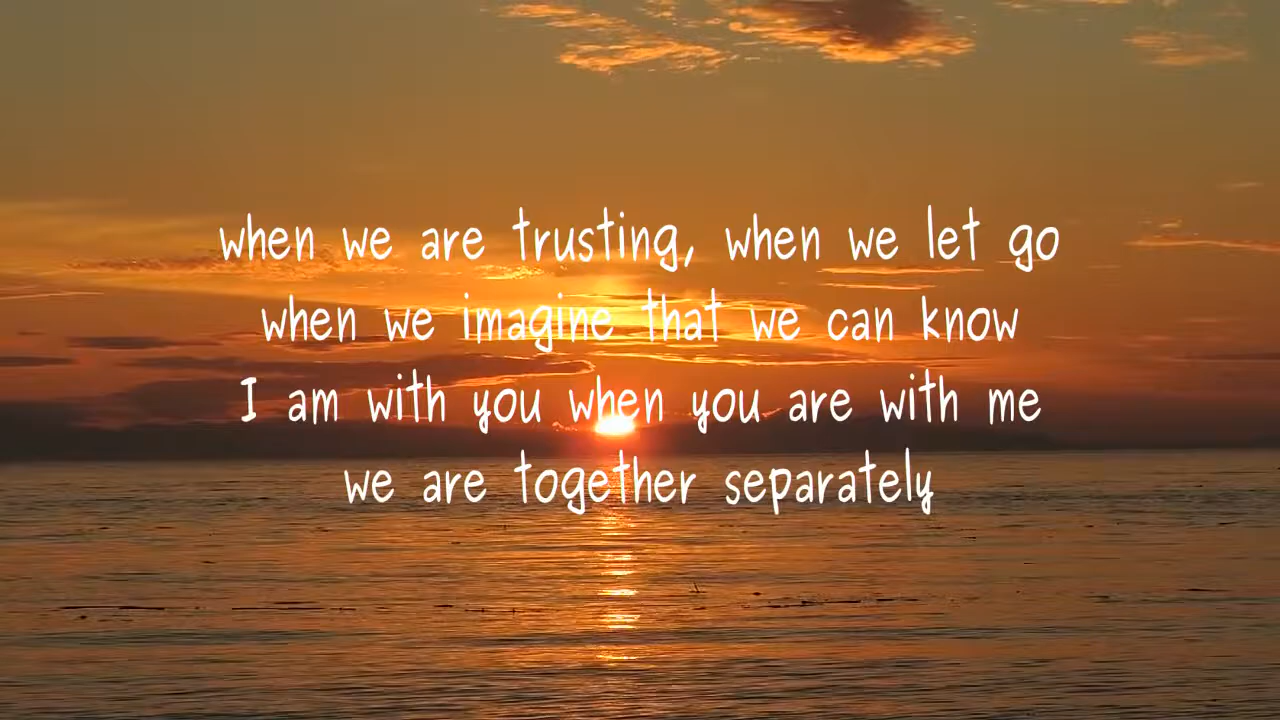 when we are trusting, when we let go
when we imagine that we can know
I am with you when you are with me
we are together separately